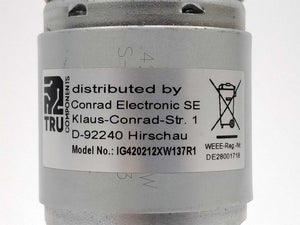 TRU
COMPONENTS
distributed by
Conrad Electronic SE
Klaus-Conrad-Str. 1
D-92240 Hirschau
Model No.: IG420212XW137R1
WEEE-Reg.-Nr.
DE28001718